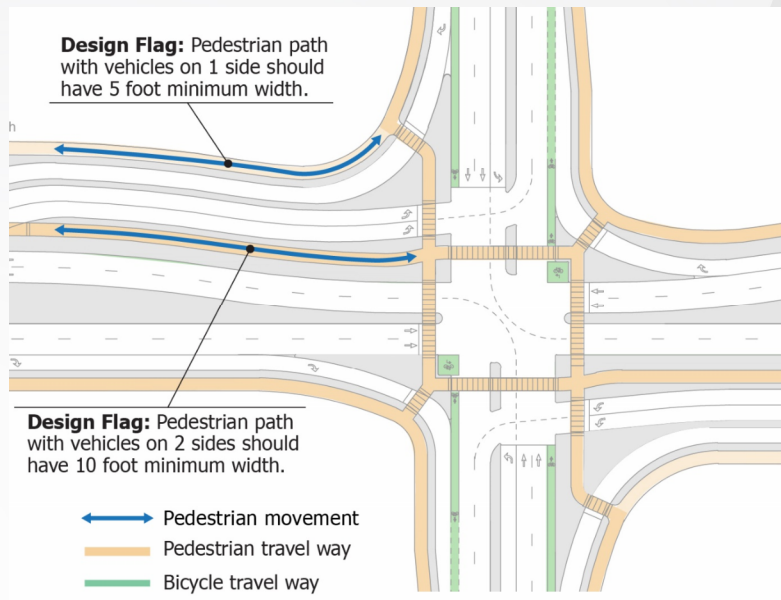 Design Flag: Pedestrian path
with vehicles on 1 side should
have 5 foot minimum width.
h
Design Flag: Pedestrian path
with vehicles on 2 sides should
have 10 foot minimum width.
Pedestrian movement
Pedestrian travel way
Bicycle travel way